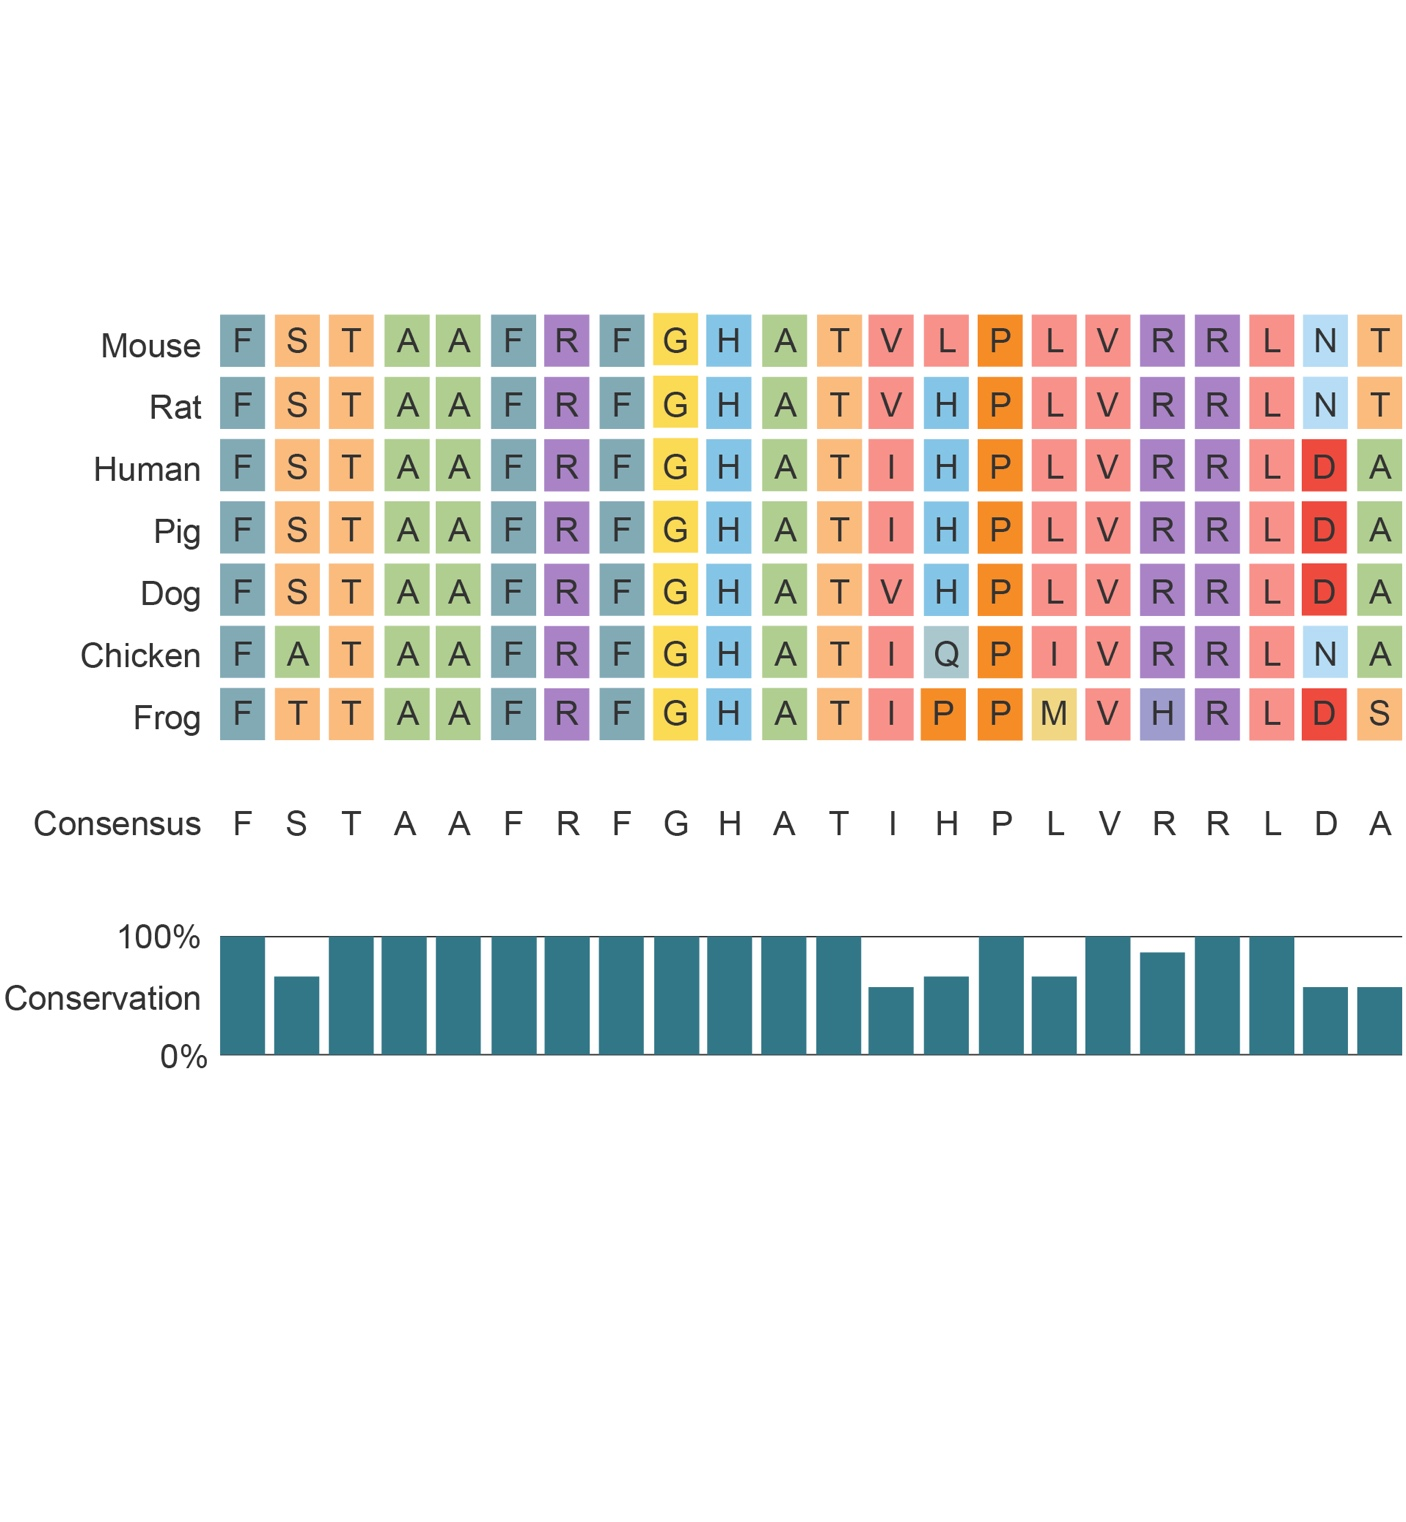 Mouse F S T A A F R F G H A T V L P L V R R L N T
Rat F S T A A F R F G H A T V H P L V R R L N T
Human F S T A A F R F G H A T I H P L V R R L D A
Pig F S T A A F R F G H A T I H P L V R R L D A
Dog F S T A A F R F G H A T V H P L V R R L D A
Chicken F A T A A F R F G H A T I Q P I V R R L N A
Frog F T T A A F R F G H A T I P P M V H R L D S
Consensus F S T A A F R F G H A T I H P L V R R L D A
100%
Conservation
0%